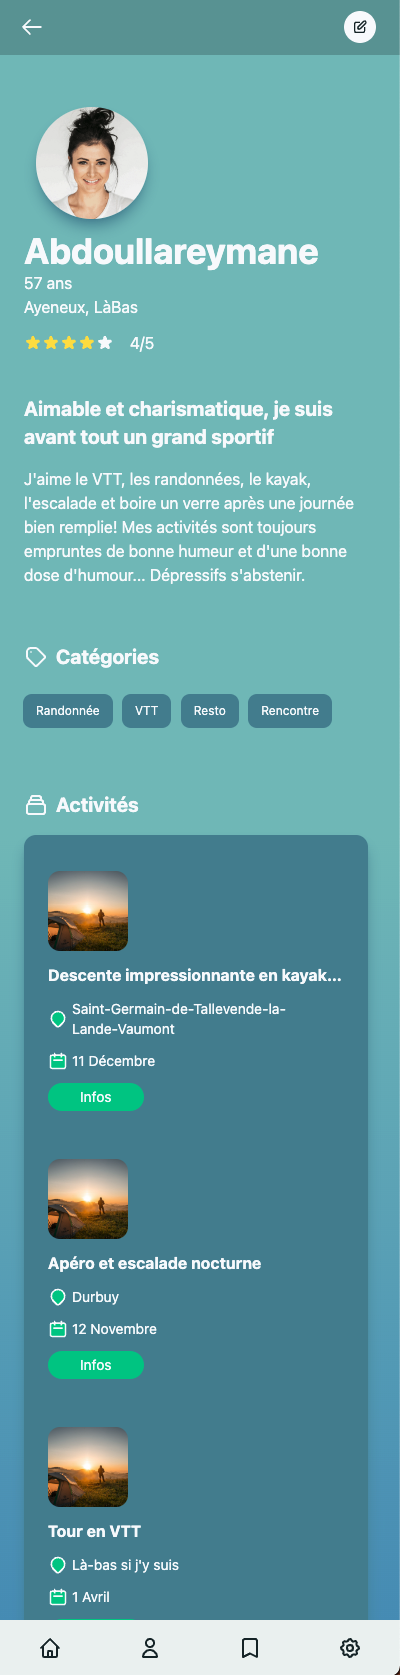 Abdoullareymane
57 ans
Ayeneux, LàBas
4/5
Aimable et charismatique, je suis
avant tout un grand sportif
J'aime le VTT, les randonnées, le kayak,
l'escalade et boire un verre après une journée
bien remplie! Mes activités sont toujours
empruntes de bonne humeur et d'une bonne
dose d'humour... Dépressifs s'abstenir.
Catégories
Randonnée VTT Resto Rencontre
Activités
Descente impressionnante en kayak...
Saint-Germain-de-Tallevende-la-
Lande-Vaumont
11 Décembre
Infos
Apéro et escalade nocturne
Durbuy
12 Novembre
Infos
Tour en VTT
Là-bas si j'y suis
1 Avril